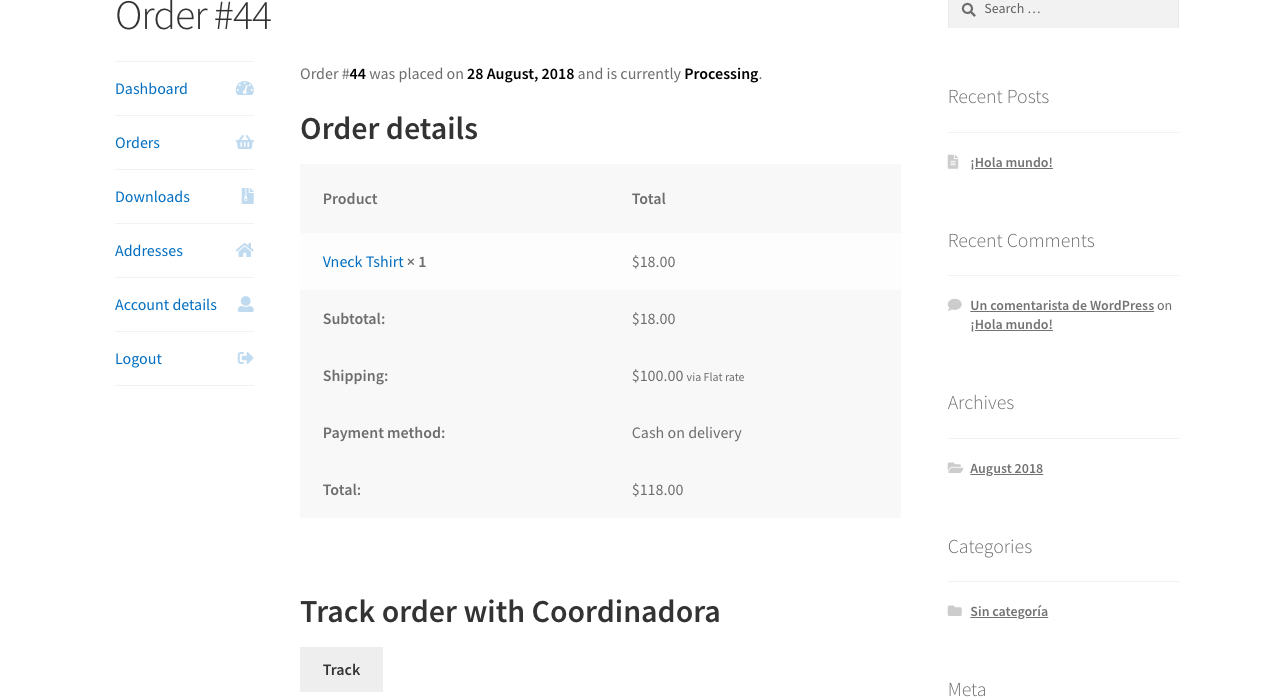 Order #44
Search …
Dashboard
Orders
Downloads
Addresses
Account details
Logout
Order #44 was placed on 28 August, 2018 and is currently Processing.
Order details
Product Total
Vneck Tshirt × 1 $18.00
Subtotal: $18.00
Shipping: $100.00 via Flat rate
Payment method: Cash on delivery
Total: $118.00
Track order with Coordinadora
Track
Recent Posts
¡Hola mundo!
Recent Comments
Un comentarista de WordPress on
¡Hola mundo!
Archives
August 2018
Categories
Sin categoría
Meta